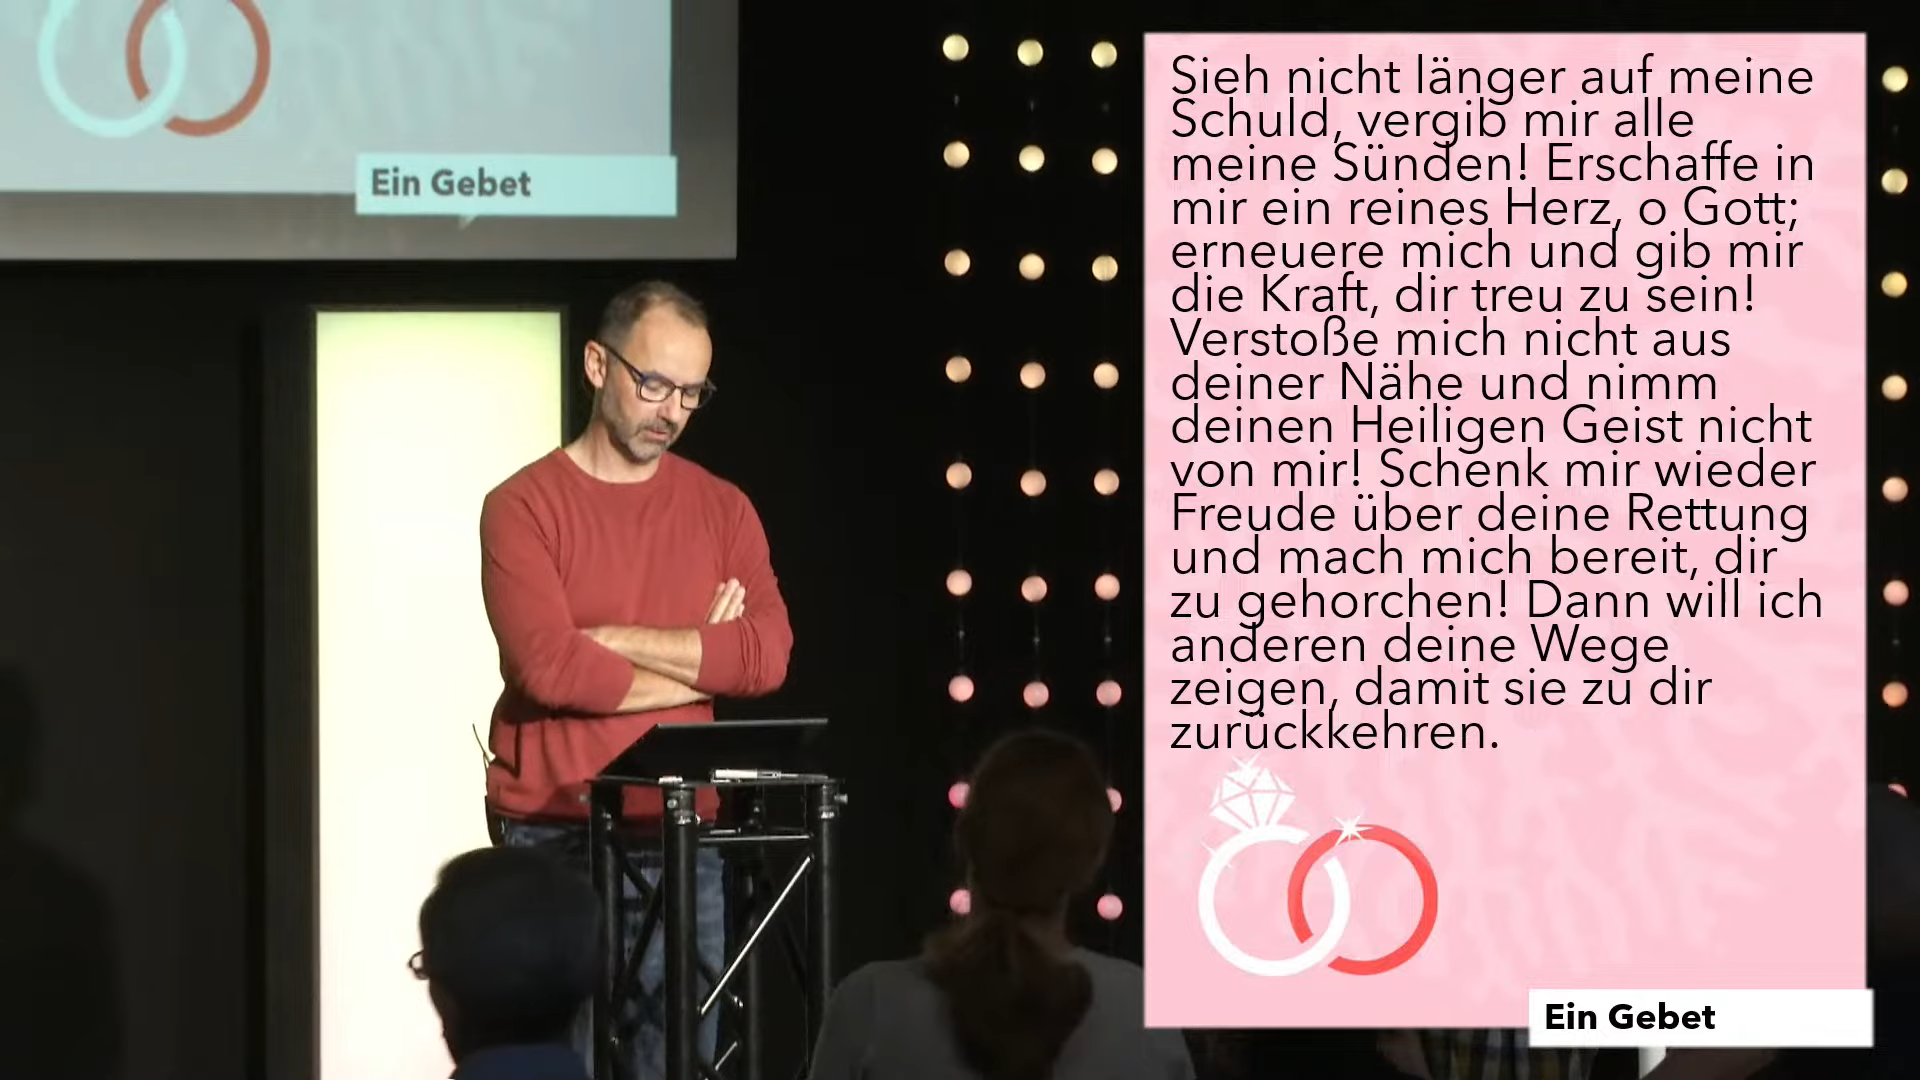 Ein Gebet
Sieh nicht länger auf meine
Schuld, vergib mir alle
meine Sünden! Erschaffe in
mir ein reines Herz, o Gott;
erneuere mich und gib mir
die Kraft, dir treu zu sein!
Verstoße mich nicht aus
deiner Nähe und nimm
deinen Heiligen Geist nicht
von mir! Schenk mir wieder
Freude über deine Rettung
und mach mich bereit, dir
zu gehorchen! Dann will ich
anderen deine Wege
zeigen, damit sie zu dir
zurückkehren.
Ein Gebet